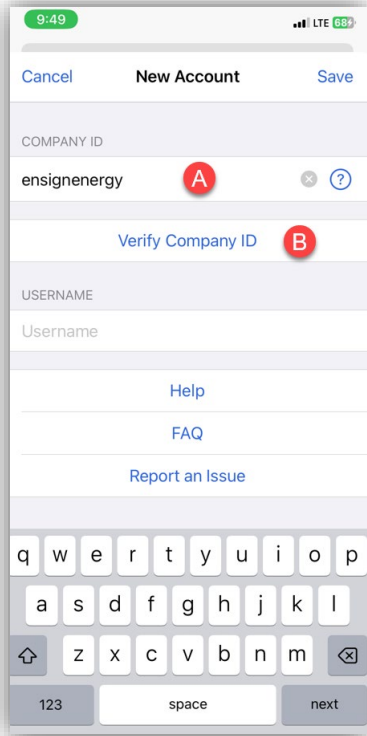 9:49 LTE 68
Cancel New Account Save
COMPANY ID
ensignenergy A ?
Verify Company ID B
USERNAME
Username
Help
FAQ
Report an Issue
q w e r t y u i o p
a s d f g h j k l
z x c v b n m
123 space next